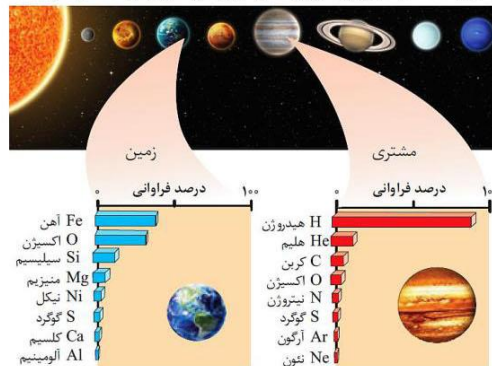 زمین
مشتری
درصد فراوانی
۰ ۱۰۰
Fe آهن
O اکسیژن
Si سیلیسیم
Mg منیزیم
Ni نیکل
S گوگرد
Ca کلسیم
Al آلومینیم
درصد فراوانی
۰
H هیدروژن
He هلیم
C کربن
O اکسیژن
N نیتروژن
S گوگرد
Ar آرگون
Ne نئون